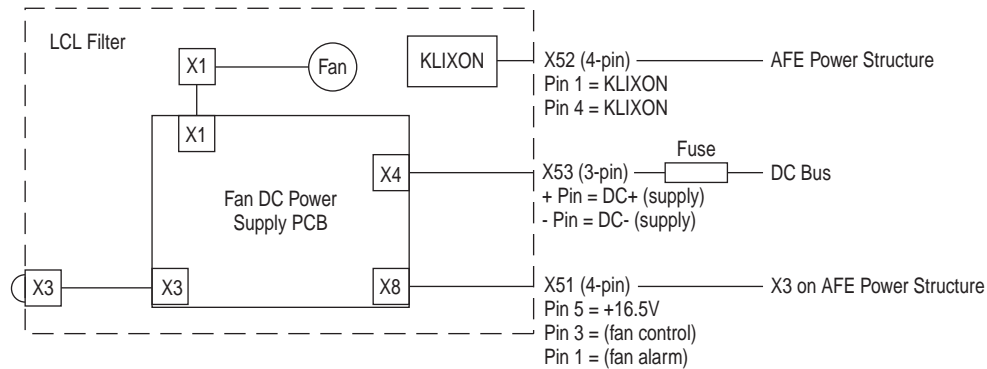 LCL Filter
X1
Fan
KLIXON
X52 (4-pin)
AFE Power Structure
Pin 1 = KLIXON
Pin 4 = KLIXON
X1
Fuse
X4
X53 (3-pin)
DC Bus
+ Pin = DC+ (supply)
- Pin = DC- (supply)
Fan DC Power
Supply PCB
X3
X3
X8
X51 (4-pin)
X3 on AFE Power Structure
Pin 5 = +16.5V
Pin 3 = (fan control)
Pin 1 = (fan alarm)